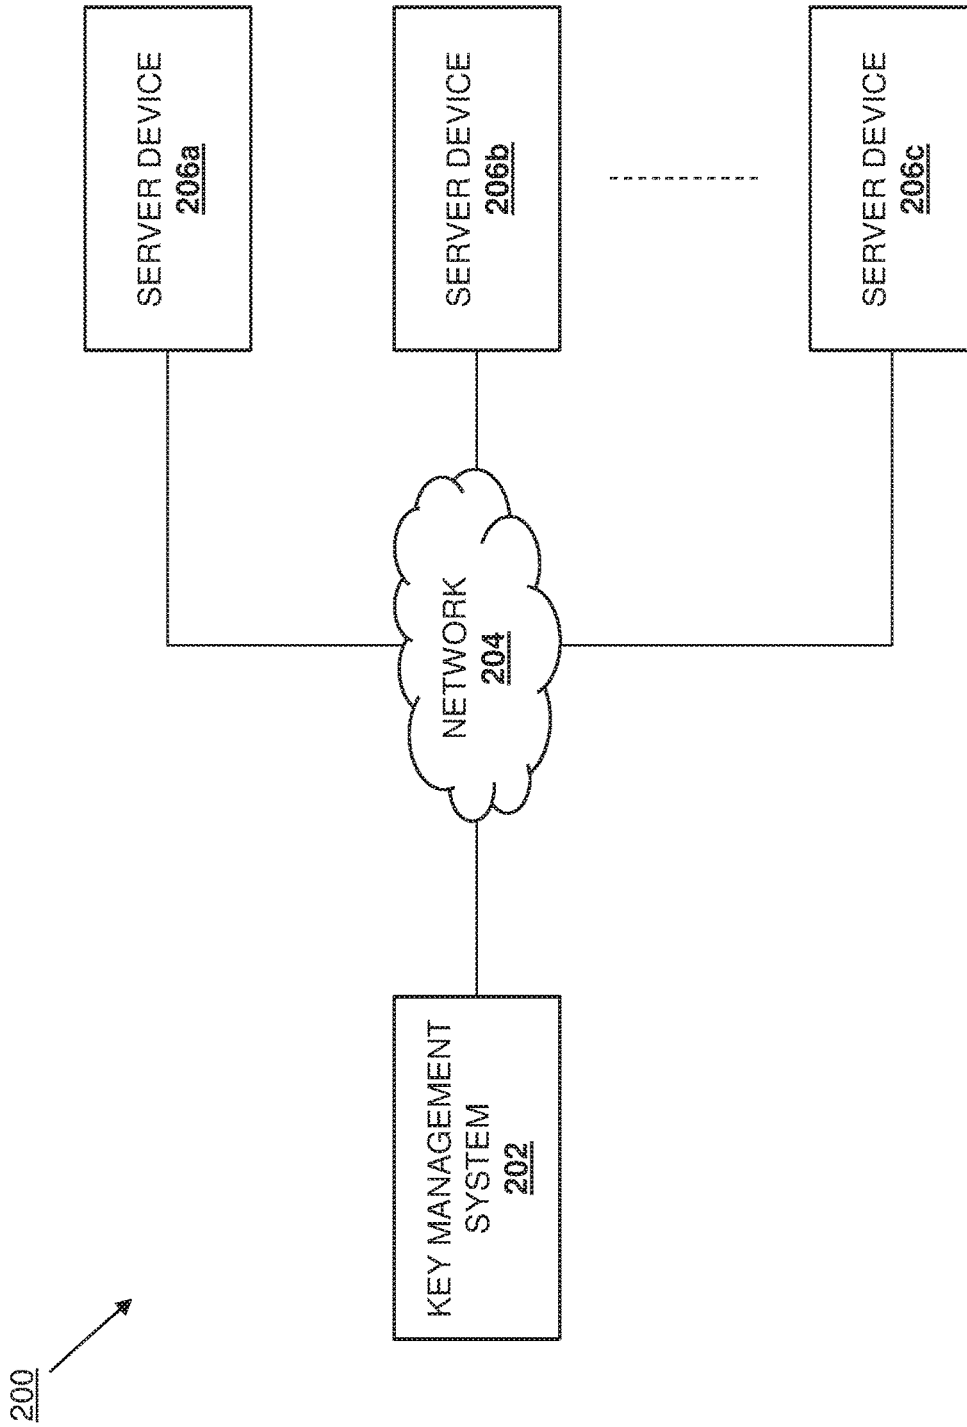 200
KEY MANAGEMENT
SYSTEM
202
NETWORK
204
SERVER DEVICE
206a
SERVER DEVICE
206b
SERVER DEVICE
206c